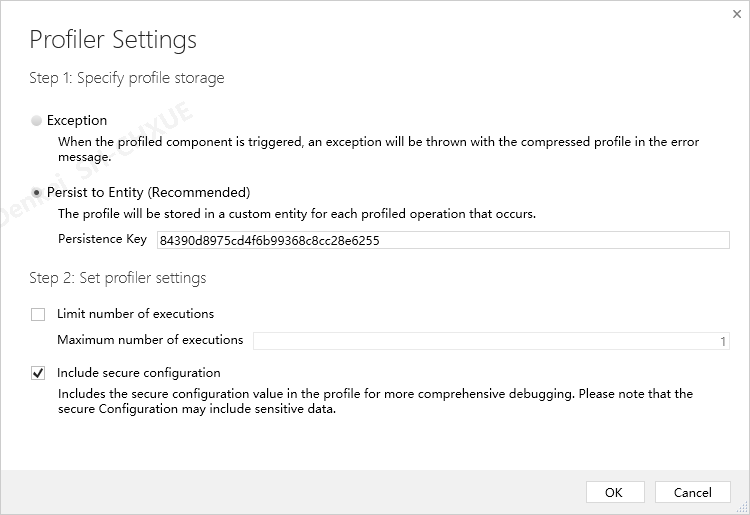 Profiler Settings
Step 1: Specify profile storage
Exception
When the profiled component is triggered, an exception will be thrown with the compressed profile in the error
message.
Persist to Entity (Recommended)
The profile will be stored in a custom entity for each profiled operation that occurs.
Persistence Key 84390d8975cd4f6b99368c8cc28e6255
Step 2: Set profiler settings
Limit number of executions
Maximum number of executions 1
Include secure configuration
Includes the secure configuration value in the profile for more comprehensive debugging. Please note that the
secure Configuration may include sensitive data.
OK Cancel